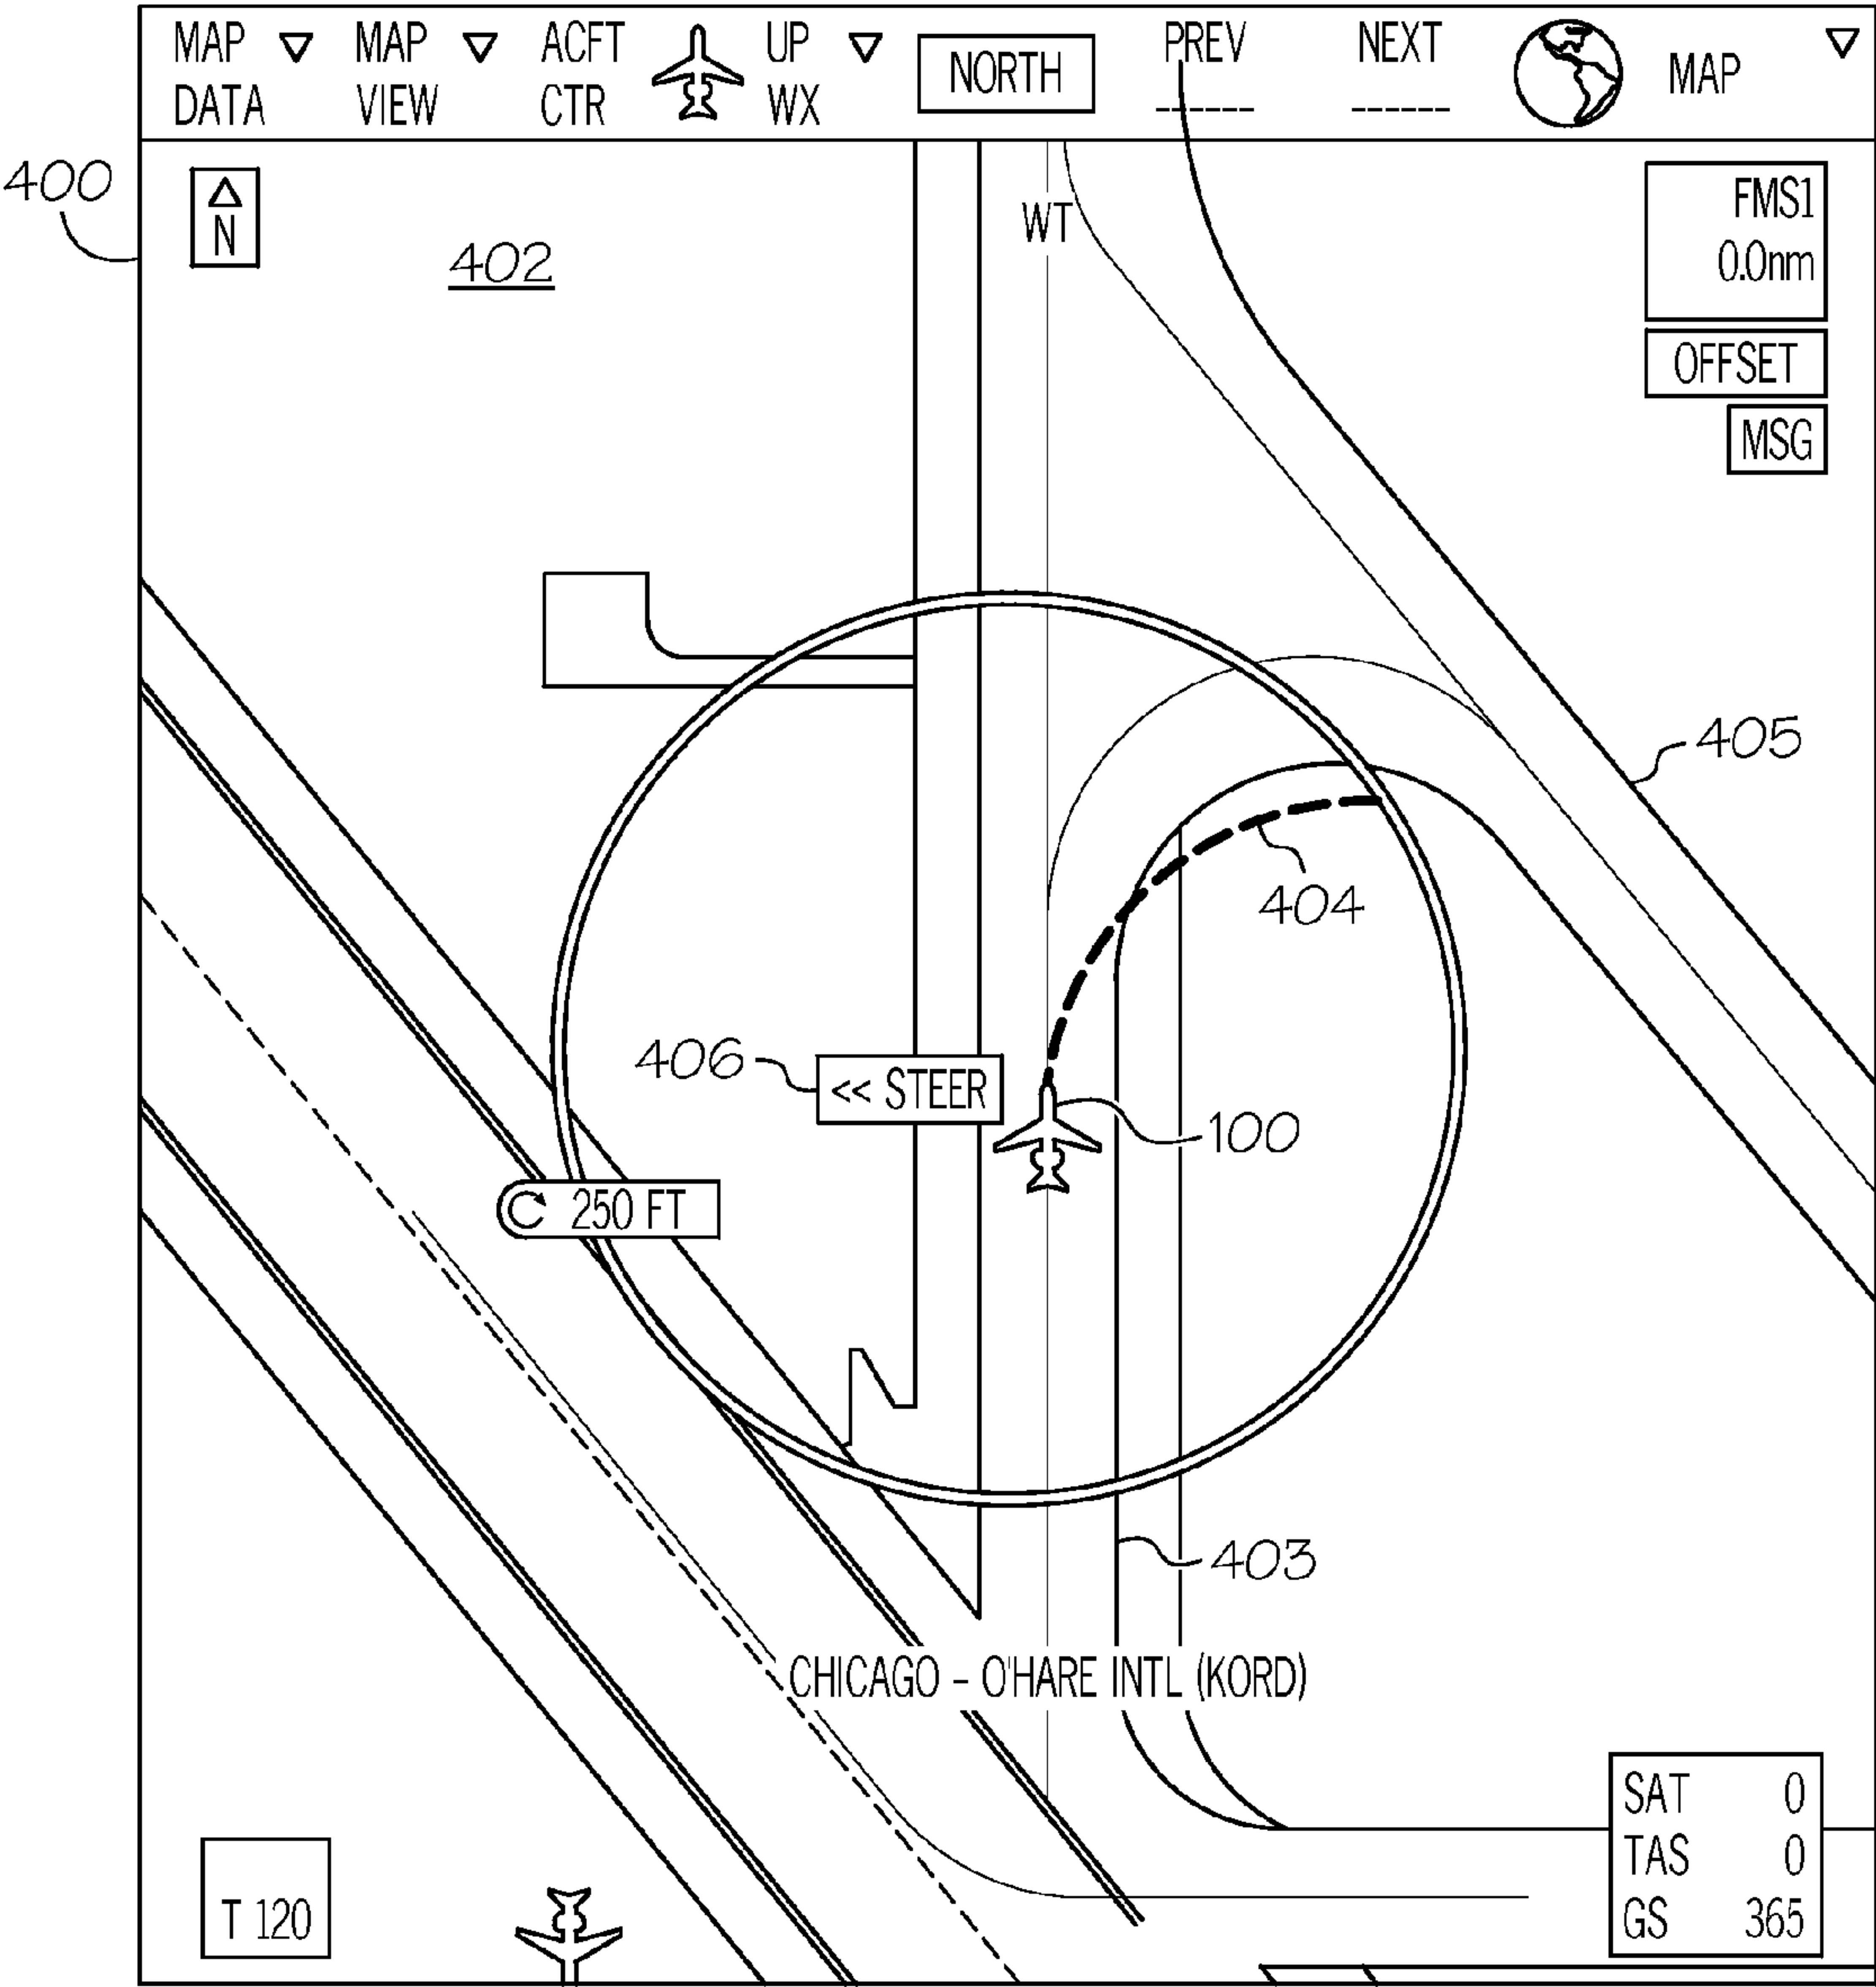 MAP DATA
MAP VIEW
ACFT CTR
UP WX
NORTH
PREV ------
NEXT ------
MAP
400
N
402
WT
FMS1
0.0nm
OFFSET
MSG
405
404
406
<< STEER
100
250 FT
403
CHICAGO - O'HARE INTL (KORD)
T 120
SAT 0
TAS 0
GS 365